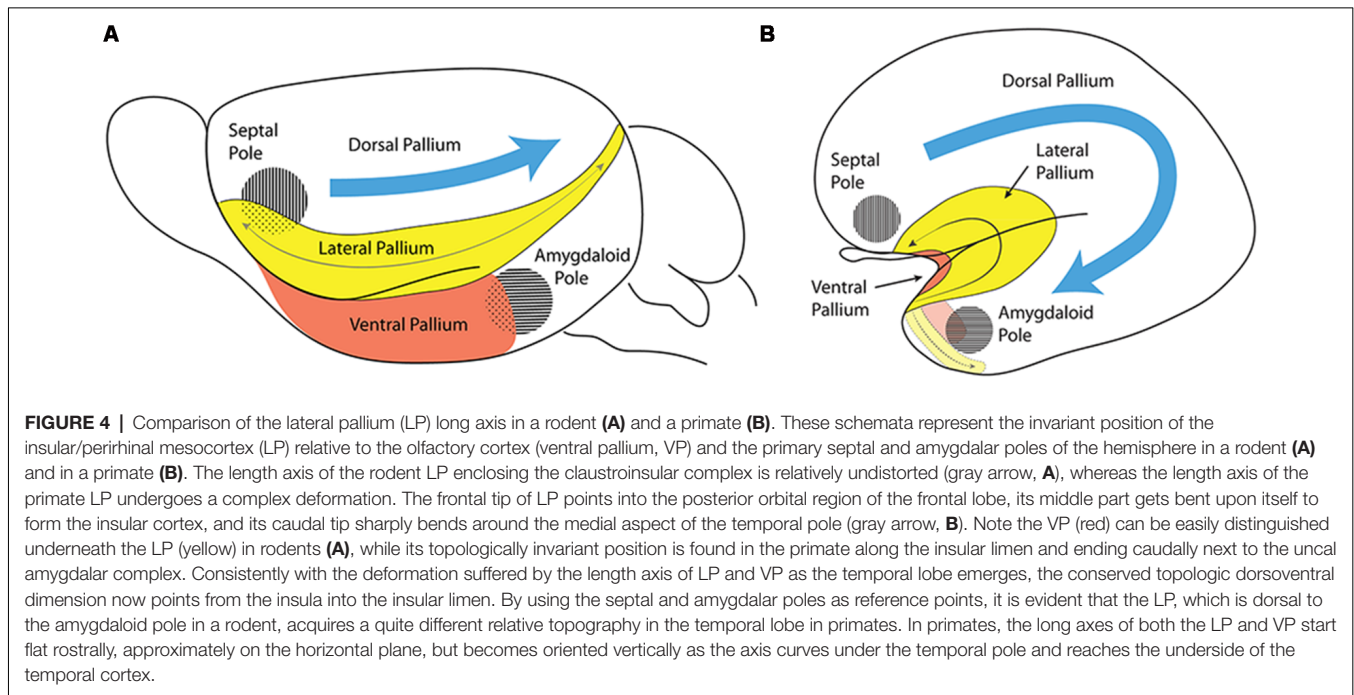 A
B
Septal
Pole
Dorsal Pallium
Lateral Pallium
Amygdaloid
Pole
Ventral Pallium
Dorsal Pallium
Septal
Pole
Lateral
Pallium
Ventral
Pallium
Amygdaloid
Pole
FIGURE 4 | Comparison of the lateral pallium (LP) long axis in a rodent (A) and a primate (B). These schemata represent the invariant position of the
insular/perirhinal mesocortex (LP) relative to the olfactory cortex (ventral pallium, VP) and the primary septal and amygdalar poles of the hemisphere in a rodent (A)
and in a primate (B). The length axis of the rodent LP enclosing the claustroinsular complex is relatively undistorted (gray arrow, A), whereas the length axis of the
primate LP undergoes a complex deformation. The frontal tip of LP points into the posterior orbital region of the frontal lobe, its middle part gets bent upon itself to
form the insular cortex, and its caudal tip sharply bends around the medial aspect of the temporal pole (gray arrow, B). Note the VP (red) can be easily distinguished
underneath the LP (yellow) in rodents (A), while its topologically invariant position is found in the primate along the insular limen and ending caudally next to the uncal
amygdalar complex. Consistently with the deformation suffered by the length axis of LP and VP as the temporal lobe emerges, the conserved topologic dorsoventral
dimension now points from the insula into the insular limen. By using the septal and amygdalar poles as reference points, it is evident that the LP, which is dorsal to
the amygdaloid pole in a rodent, acquires a quite different relative topography in the temporal lobe in primates. In primates, the long axes of both the LP and VP start
flat rostrally, approximately on the horizontal plane, but becomes oriented vertically as the axis curves under the temporal pole and reaches the underside of the
temporal cortex.